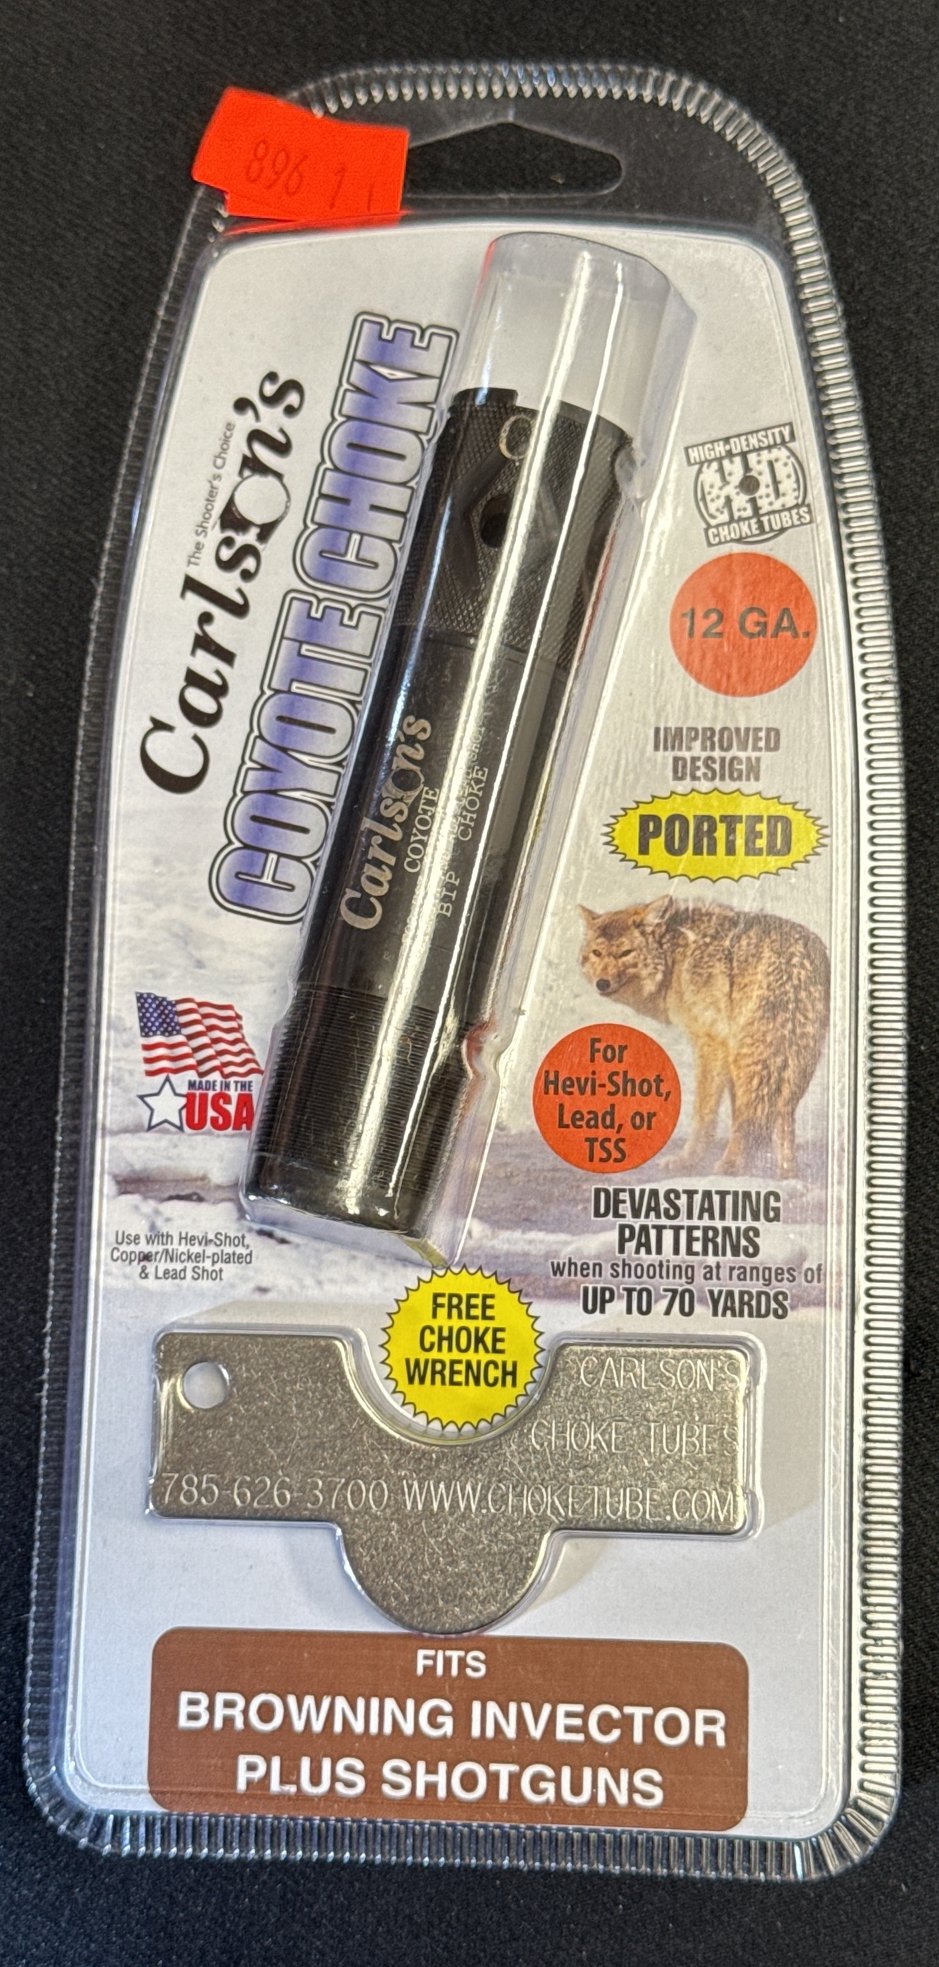 896 1
The Shooter's Choice
Carlson's
COYOTE CHOKE
HIGH-DENSITY
HD
CHOKE TUBES
12 GA.
IMPROVED
DESIGN
PORTED
Carlson's
COYOTE
BTP
CHOKE
MADE IN THE
USA
For
Hevi-Shot,
Lead, or
TSS
Use with Hevi-Shot,
Copper/Nickel-plated
& Lead Shot
DEVASTATING
PATTERNS
when shooting at ranges of
UP TO 70 YARDS
FREE
CHOKE
WRENCH
CARLSON'S
CHOKE TUBES
785-626-3700 WWW.CHOKETUBE.COM
FITS
BROWNING INVECTOR
PLUS SHOTGUNS